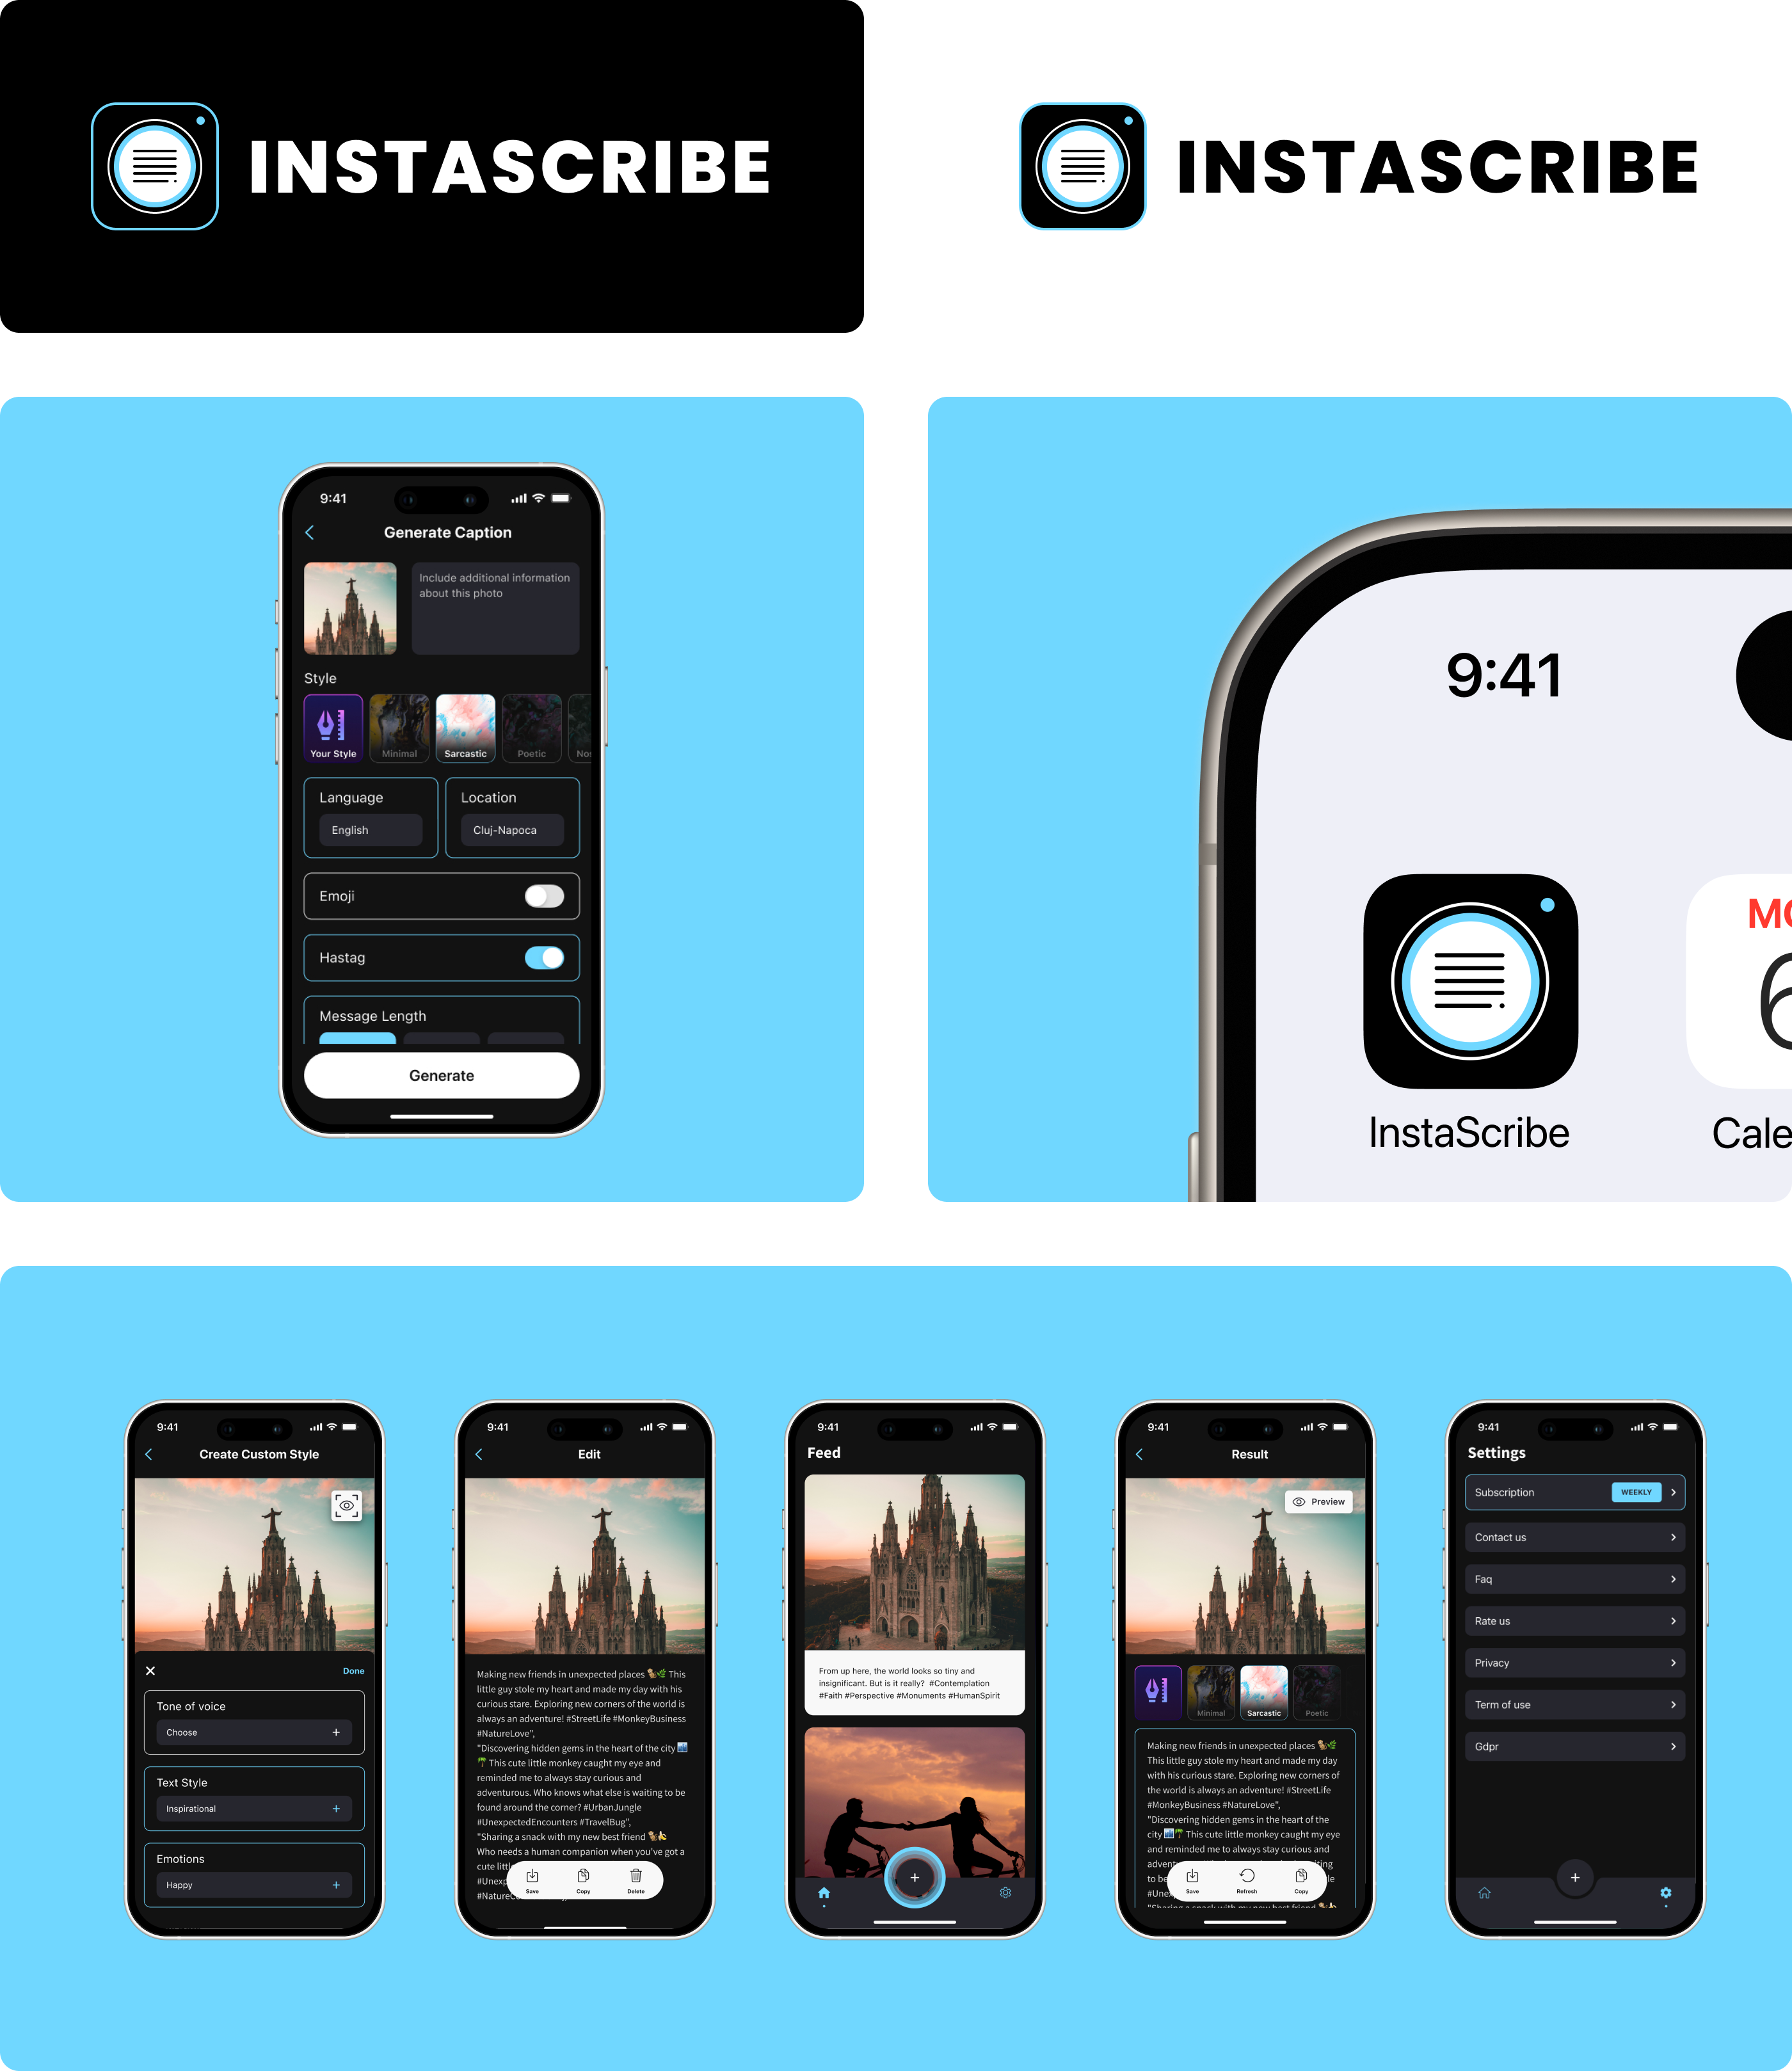 INSTASCRIBE
INSTASCRIBE
9:41
Generate Caption
Include additional information
about this photo
Style
Your Style
Minimal
Sarcastic
Poetic
Nos
Language
English
Location
Cluj-Napoca
Emoji
Hastag
Message Length
Generate
9:41
MO
6
InstaScribe
Cale
9:41
Create Custom Style
Done
Tone of voice
Choose
Text Style
Inspirational
Emotions
Happy
9:41
Edit
Making new friends in unexpected places 🐒🌿 This
little guy stole my heart and made my day with his
curious stare. Exploring new corners of the world is
always an adventure! #StreetLife #MonkeyBusiness
#NatureLove",
"Discovering hidden gems in the heart of the city 🏙️
🌴 This cute little monkey caught my eye and
reminded me to always stay curious and
adventurous. Who knows what else is waiting to be
found around the corner? #UrbanJungle
#UnexpectedEncounters #TravelBug",
"Sharing a snack with my new best friend 🐒🍌
Who needs a human companion when you've got a
cute littl
#Unexp
#NatureC
Save
Copy
Delete
9:41
Feed
From up here, the world looks so tiny and
insignificant. But is it really? #Contemplation
#Faith #Perspective #Monuments #HumanSpirit
9:41
Result
Preview
Minimal
Sarcastic
Poetic
Making new friends in unexpected places 🐒🌿
This little guy stole my heart and made my day
with his curious stare. Exploring new corners of
the world is always an adventure! #StreetLife
#MonkeyBusiness #NatureLove",
"Discovering hidden gems in the heart of the
city 🏙️🌴 This cute little monkey caught my eye
and reminded me to always stay curious and
advent iting
to be le
#Unex
"Sharing a snack with my new best friend 🐒🍌
Save
Refresh
Copy
9:41
Settings
Subscription
WEEKLY
Contact us
Faq
Rate us
Privacy
Term of use
Gdpr